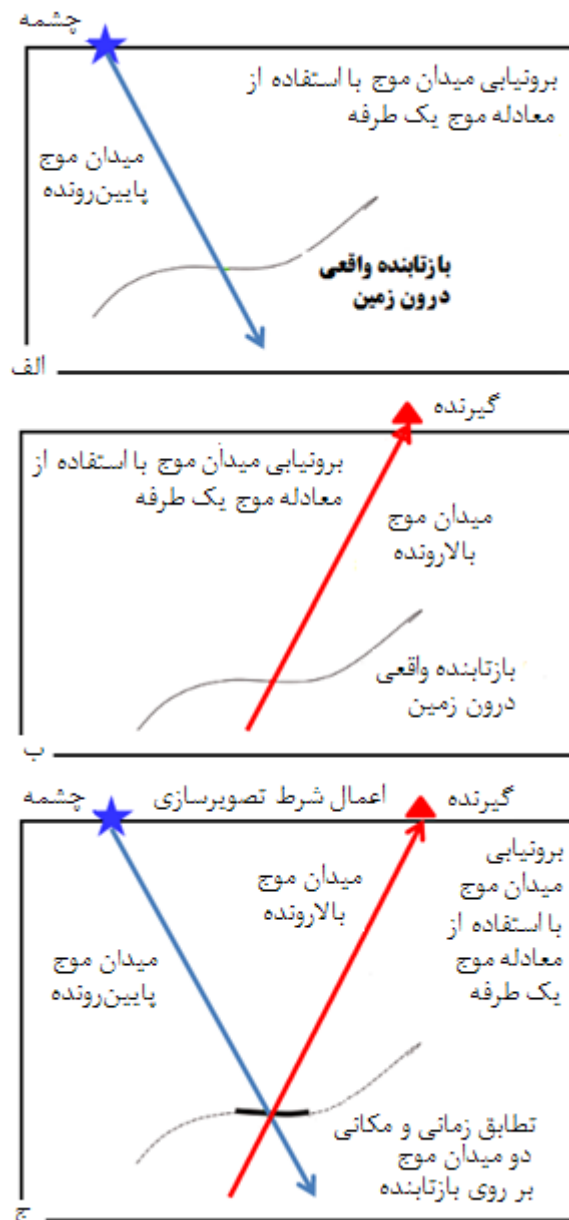 چشمه
برونیابی میدان موج با استفاده از
معادله موج یک طرفه
میدان موج
پایین‌رونده
بازتابنده واقعی
درون زمین
الف
گیرنده
برونیابی میدان موج با استفاده از
معادله موج یک طرفه
میدان موج
بالارونده
بازتابنده واقعی
درون زمین
ب
چشمه
اعمال شرط تصویرسازی
گیرنده
برونیابی
میدان موج
با استفاده از
معادله موج
یک طرفه
میدان موج
بالارونده
میدان موج
پایین‌رونده
تطابق زمانی و مکانی
دو میدان موج
بر روی بازتابنده
ج